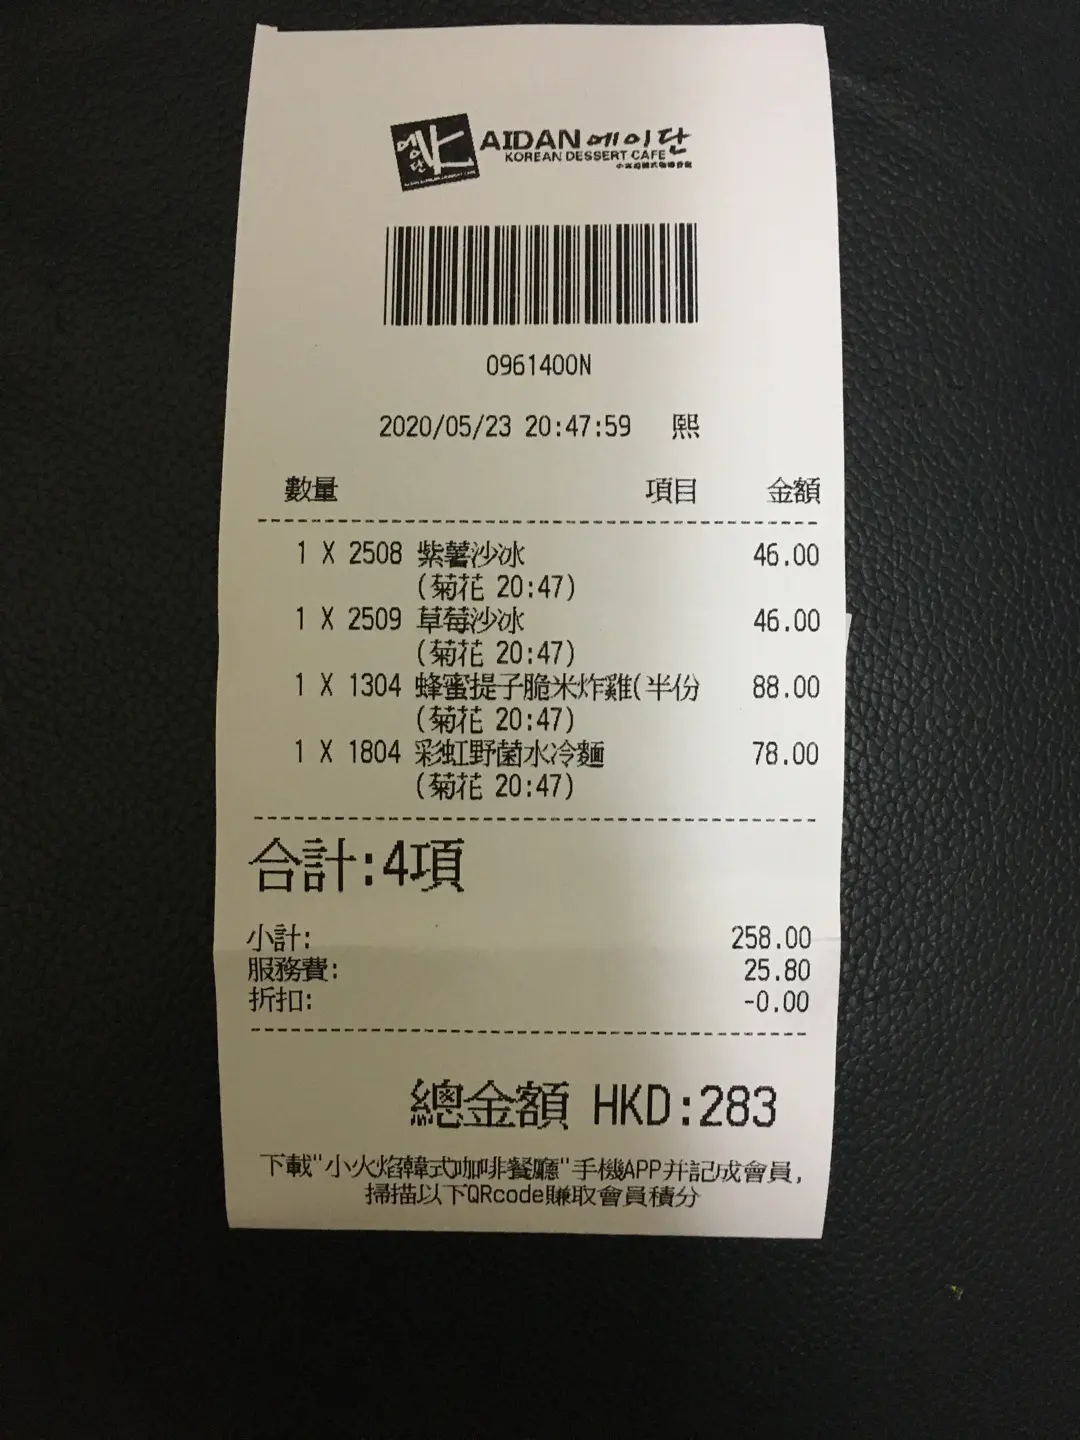 AIDAN 에이단
KOREAN DESSERT CAFE
0961400N
2020/05/23 20:47:59 熙
數量 項目 金額
1 X 2508 紫薯沙冰 46.00
(菊花 20:47)
1 X 2509 草莓沙冰 46.00
(菊花 20:47)
1 X 1304 蜂蜜提子脆米炸雞(半份 88.00
(菊花 20:47)
1 X 1804 彩虹野菌水冷麵 78.00
(菊花 20:47)
合計:4項
小計: 258.00
服務費: 25.80
折扣: -0.00
總金額 HKD:283
下載"小火焰韓式咖啡餐廳"手機APP并記成會員,
掃描以下QRcode賺取會員積分